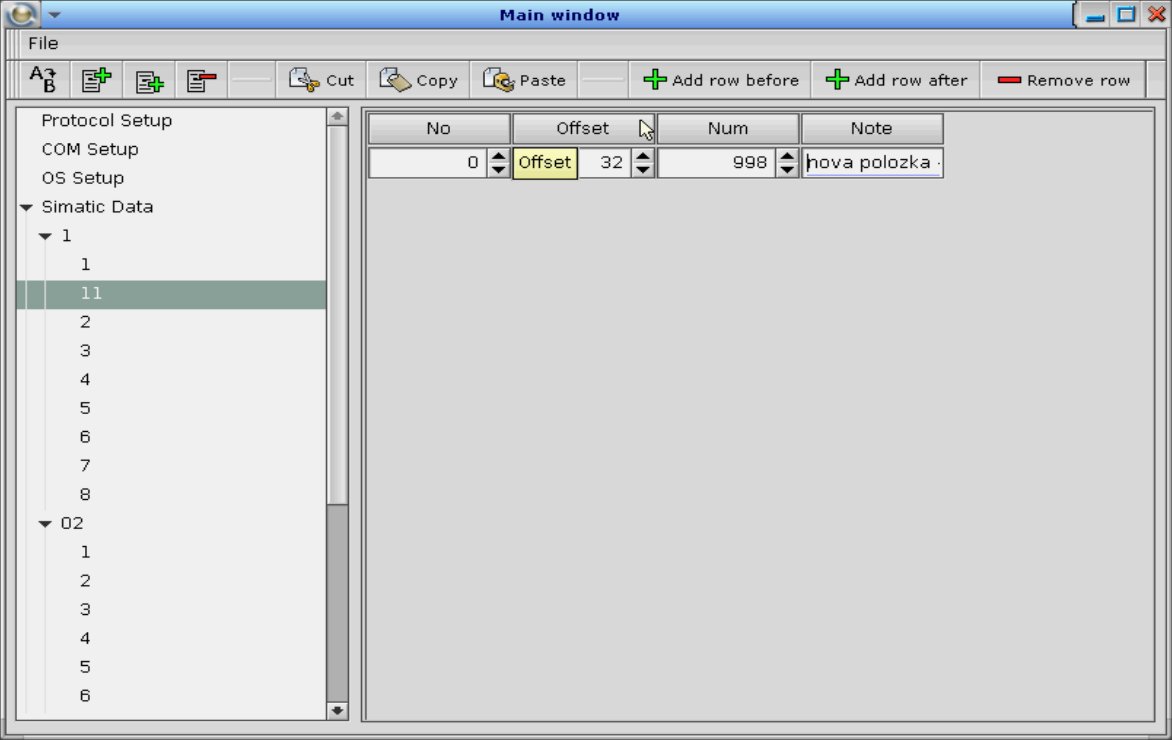 Main window
File
Cut Copy Paste Add row before Add row after Remove row
Protocol Setup
COM Setup
OS Setup
Simatic Data
1
1
11
2
3
4
5
6
7
8
02
1
2
3
4
5
6
No Offset Num Note
0 Offset 32 998 nova polozka -